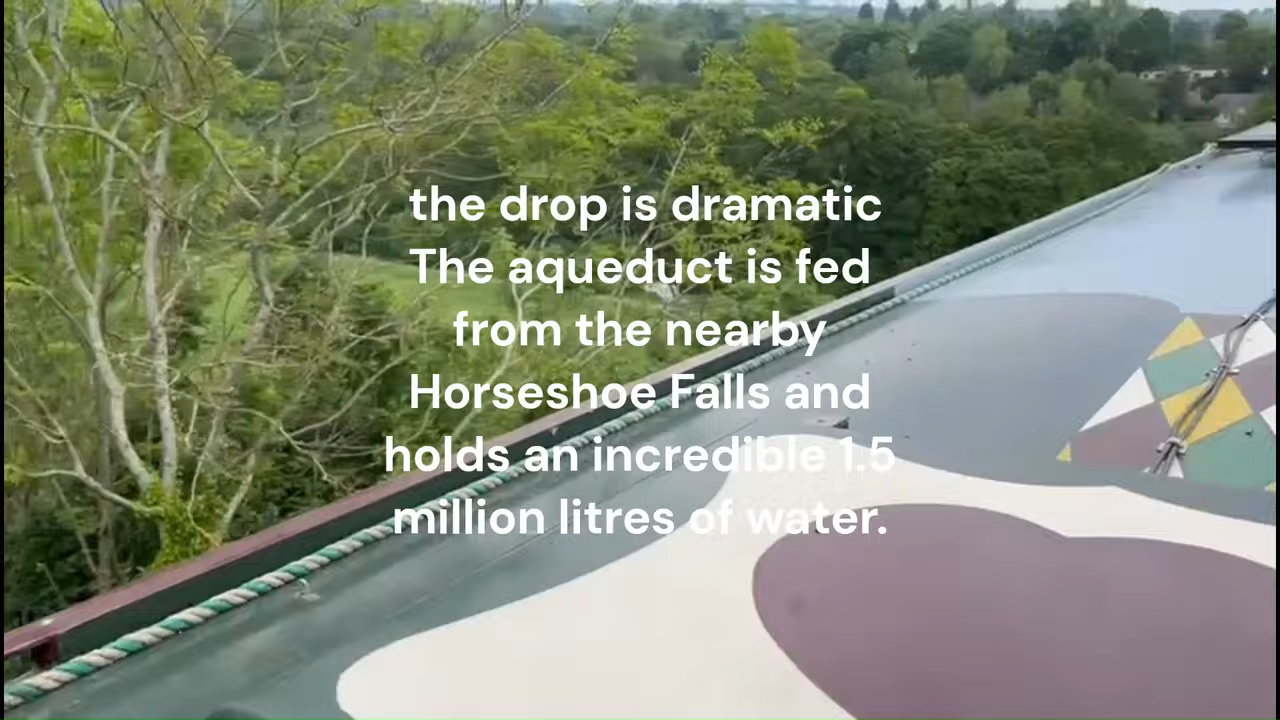 the drop is dramatic
The aqueduct is fed
from the nearby
Horseshoe Falls and
holds an incredible 1.5
million litres of water.